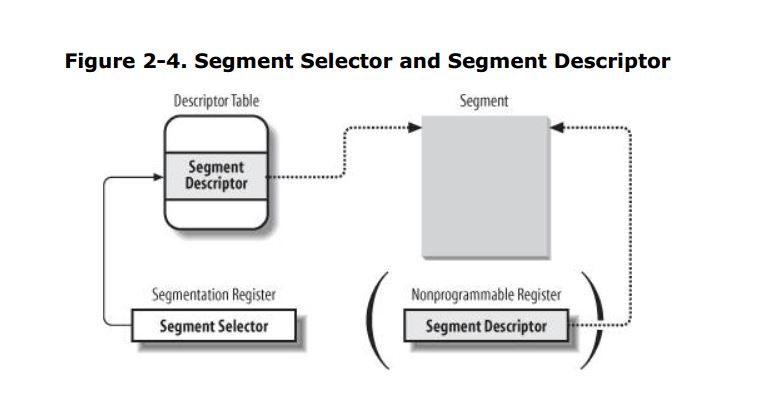 Figure 2-4. Segment Selector and Segment Descriptor
Descriptor Table
Segment
Segment
Descriptor
Segmentation Register
Nonprogrammable Register
Segment Selector
Segment Descriptor